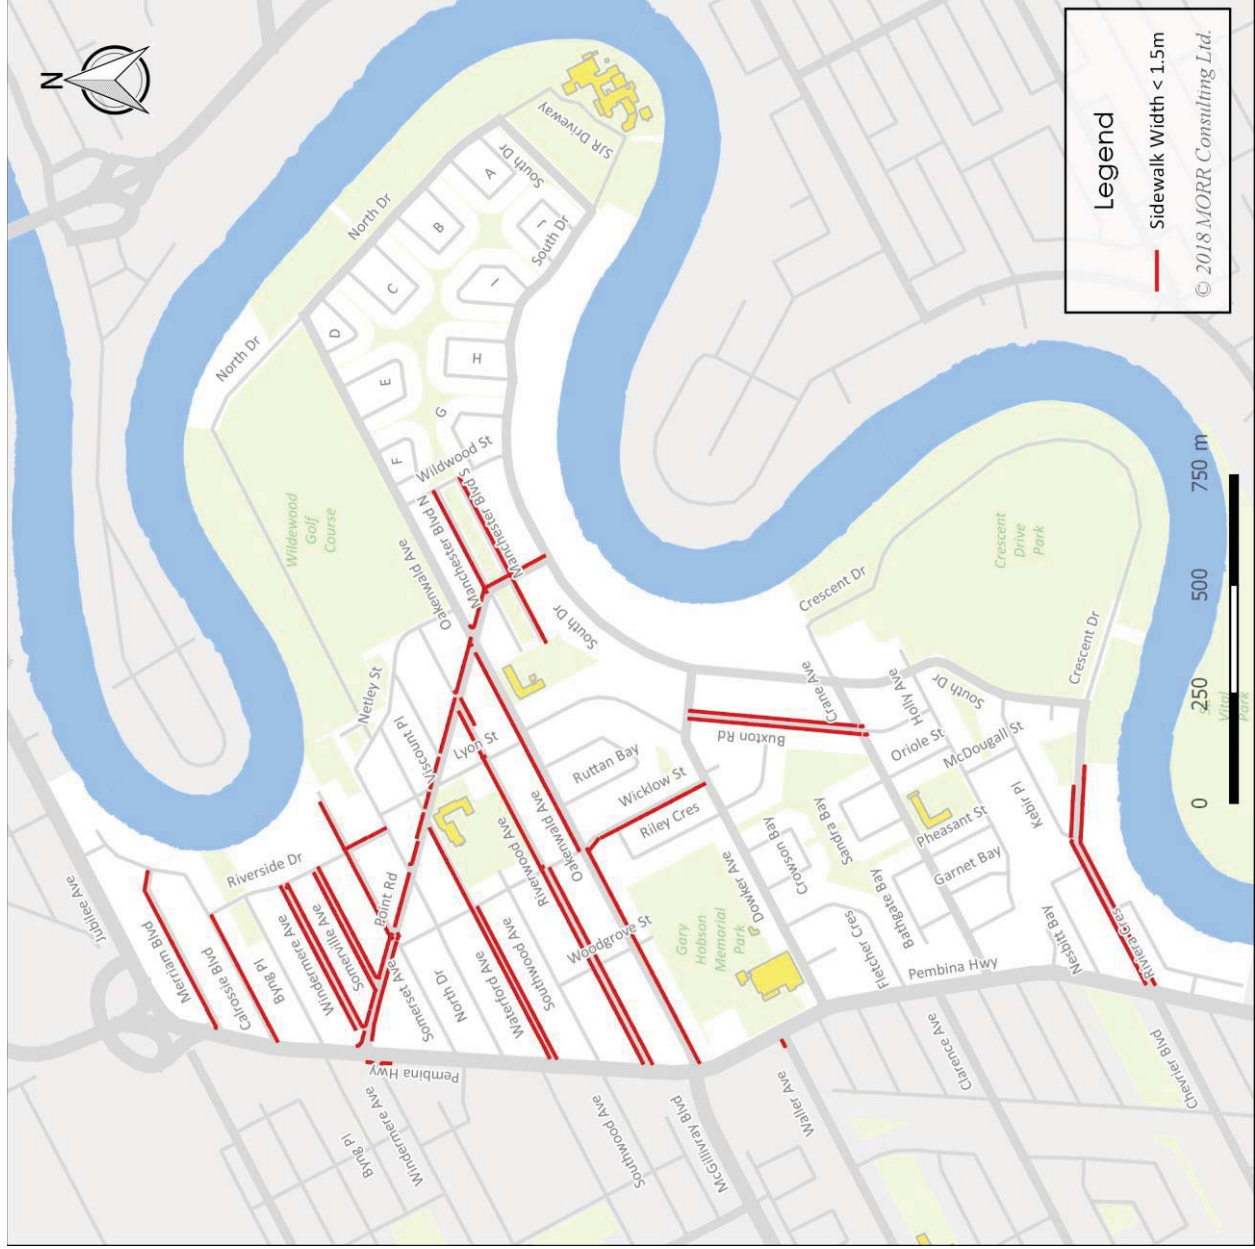 N
Jubilee Ave
Merriam Blvd
Calrossie Blvd
Byng Pl
Windermere Ave
Somerville Ave
Riverside Dr
Point Rd
Somerset Ave
North Dr
Waterford Ave
Southwood Ave
Pembina Hwy
Byng Pl
Windermere Ave
Southwood Ave
McGillivray Blvd
Waller Ave
Clarence Ave
Chevrier Blvd
Netley St
Viscount Pl
Lyon St
Riverwood Ave
Oakenwald Ave
Woodgrove St
Ruttan Bay
Wicklow St
Riley Cres
Gary
Hobson
Memorial
Park
Dowker Ave
Wildewood
Golf
Course
Oakenwald Ave
Manchester Blvd N
Manchester Blvd S
Wildwood St
North Dr
North Dr
D
C
B
A
E
F
G
H
I
J
South Dr
South Dr
SJR Driveway
South Dr
Buxton Rd
Crane Ave
Crescent Dr
Crescent
Drive
Park
Crescent Dr
Holly Ave
South Dr
Oriole St
McDougall St
Kebir Pl
Pheasant St
Garnet Bay
Sandra Bay
Crowson Bay
Bathgate Bay
Fletcher Cres
Pembina Hwy
Nesbitt Bay
Riviera Cres
Vital
Park
0 250 500 750 m
Legend
Sidewalk Width < 1.5m
© 2018 MORR Consulting Ltd.